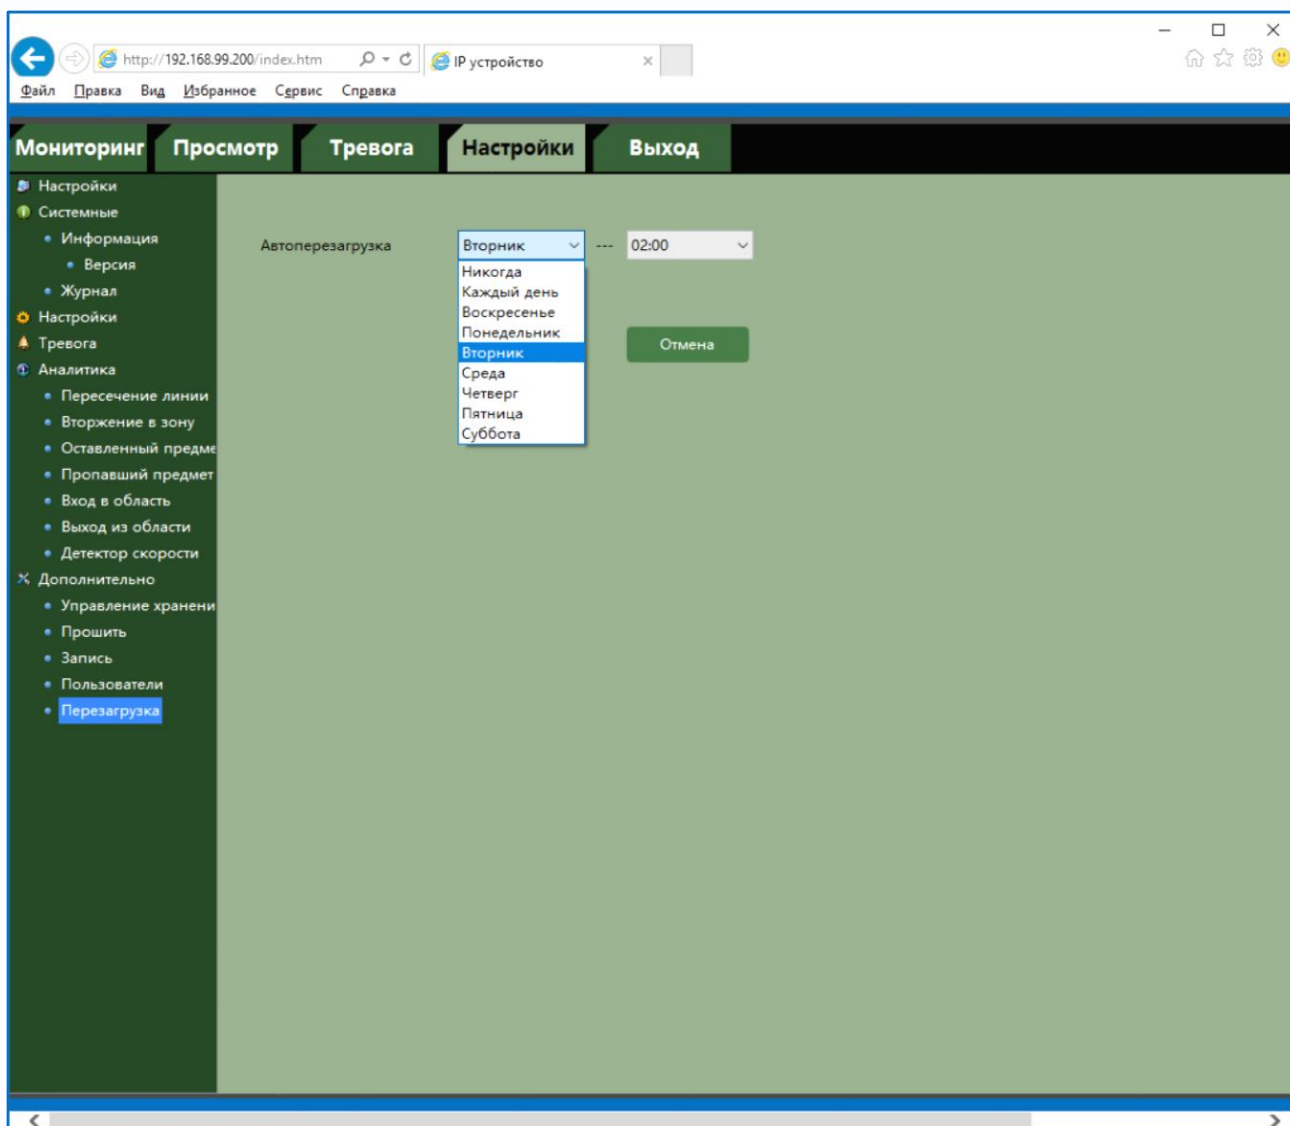 http://192.168.99.200/index.htm
IP устройство
Файл Правка Вид Избранное Сервис Справка
Мониторинг Просмотр Тревога Настройки Выход
Настройки
Системные
Информация
Версия
Журнал
Настройки
Тревога
Аналитика
Пересечение линии
Вторжение в зону
Оставленный предме
Пропавший предмет
Вход в область
Выход из области
Детектор скорости
Дополнительно
Управление хранени
Прошить
Запись
Пользователи
Перезагрузка
Автоперезагрузка Вторник --- 02:00
Никогда
Каждый день
Воскресенье
Понедельник
Вторник
Среда
Четверг
Пятница
Суббота
Отмена